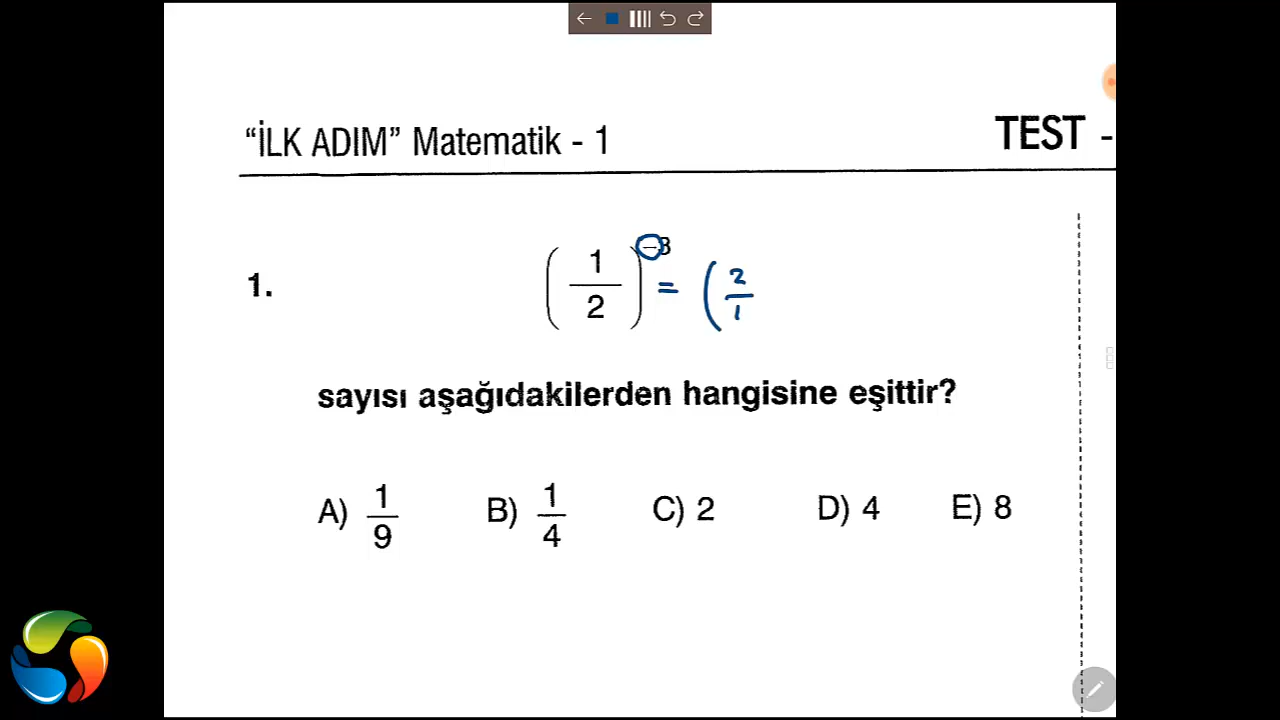 "İLK ADIM" Matematik - 1
TEST -
1. (1/2)^-3 = (2/1
sayısı aşağıdakilerden hangisine eşittir?
A) 1/9 B) 1/4 C) 2 D) 4 E) 8